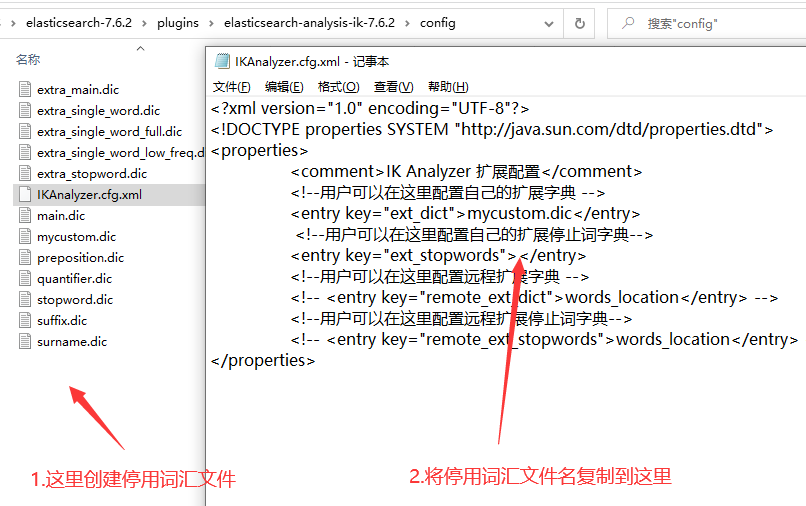 elasticsearch-7.6.2 › plugins › elasticsearch-analysis-ik-7.6.2 › config
搜索"config"
名称
extra_main.dic
extra_single_word.dic
extra_single_word_full.dic
extra_single_word_low_freq.d
extra_stopword.dic
IKAnalyzer.cfg.xml
main.dic
mycustom.dic
preposition.dic
quantifier.dic
stopword.dic
suffix.dic
surname.dic
IKAnalyzer.cfg.xml - 记事本
文件(F) 编辑(E) 格式(O) 查看(V) 帮助(H)
<?xml version="1.0" encoding="UTF-8"?>
<!DOCTYPE properties SYSTEM "http://java.sun.com/dtd/properties.dtd">
<properties>
<comment>IK Analyzer 扩展配置</comment>
<!--用户可以在这里配置自己的扩展字典 -->
<entry key="ext_dict">mycustom.dic</entry>
<!--用户可以在这里配置自己的扩展停止词字典-->
<entry key="ext_stopwords"></entry>
<!--用户可以在这里配置远程扩展字典 -->
<!-- <entry key="remote_ext_dict">words_location</entry> -->
<!--用户可以在这里配置远程扩展停止词字典-->
<!-- <entry key="remote_ext_stopwords">words_location</entry>
</properties>
1.这里创建停用词汇文件
2.将停用词汇文件名复制到这里